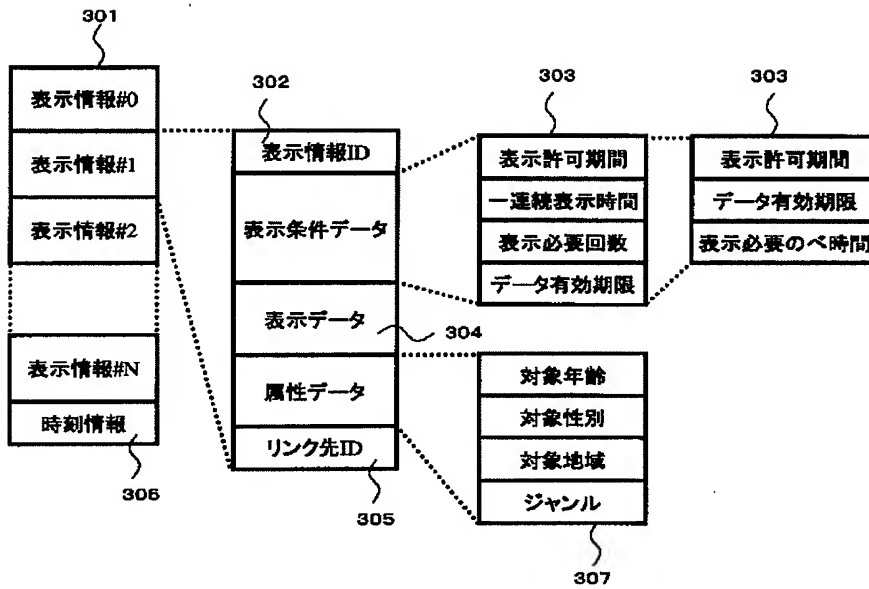 301
表示情報#0
表示情報#1
表示情報#2
表示情報#N
時刻情報
306
302
表示情報ID
表示条件データ
表示データ
属性データ
リンク先ID
304
305
303
表示許可期間
一連続表示時間
表示必要回数
データ有効期限
303
表示許可期間
データ有効期限
表示必要のべ時間
対象年齢
対象性別
対象地域
ジャンル
307